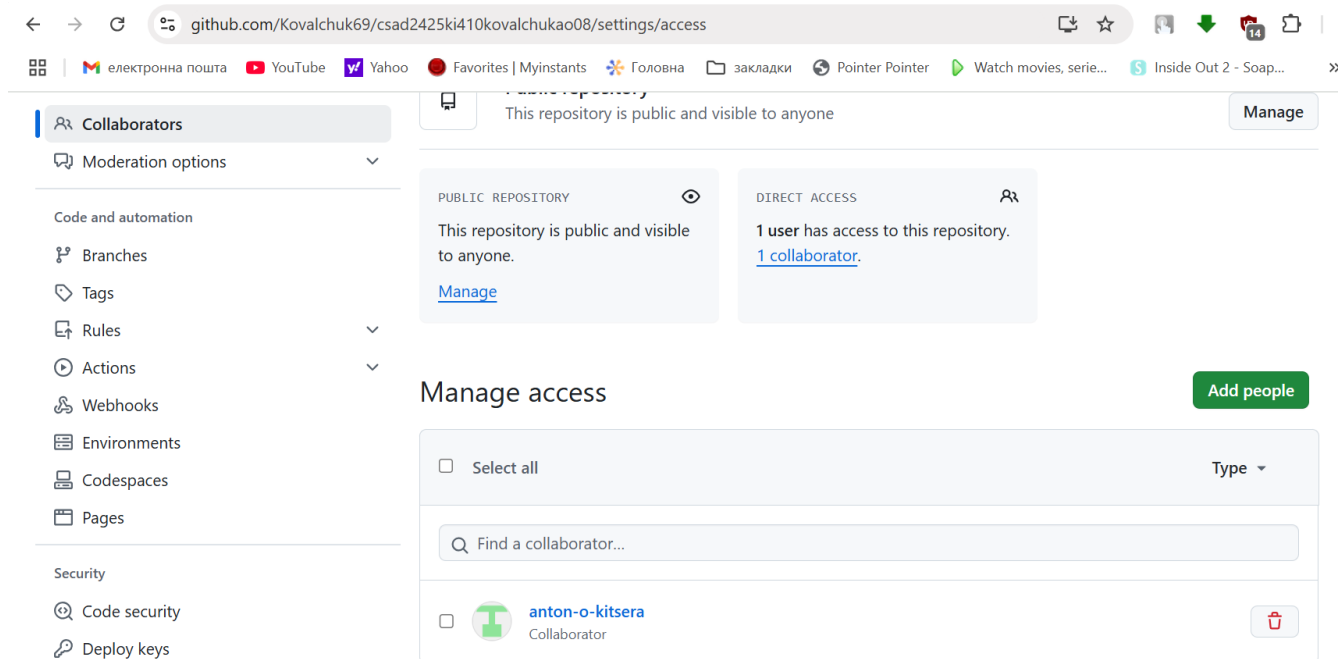 github.com/Kovalchuk69/csad2425ki410kovalchukao08/settings/access
14
електронна пошта YouTube Yahoo Favorites | Myinstants Головна закладки Pointer Pointer Watch movies, serie... Inside Out 2 - Soap... »
Collaborators
Moderation options
Code and automation
Branches
Tags
Rules
Actions
Webhooks
Environments
Codespaces
Pages
Security
Code security
Deploy keys
Public repository
This repository is public and visible to anyone
Manage
PUBLIC REPOSITORY
This repository is public and visible
to anyone.
Manage
DIRECT ACCESS
1 user has access to this repository.
1 collaborator.
Manage access
Add people
Select all
Type
Find a collaborator...
anton-o-kitsera
Collaborator